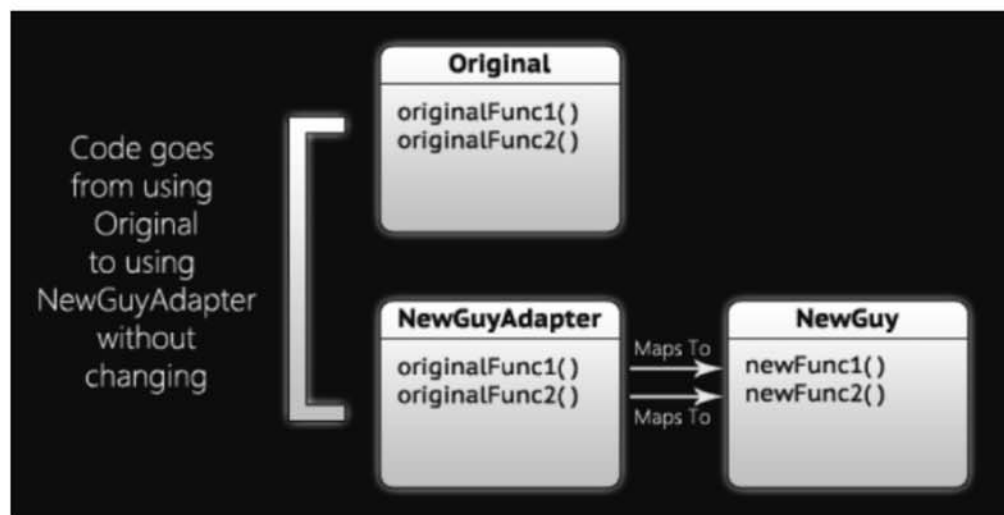 Code goes
from using
Original
to using
NewGuyAdapter
without
changing
Original
originalFunc1()
originalFunc2()
NewGuyAdapter
originalFunc1()
originalFunc2()
Maps To
Maps To
NewGuy
newFunc1()
newFunc2()